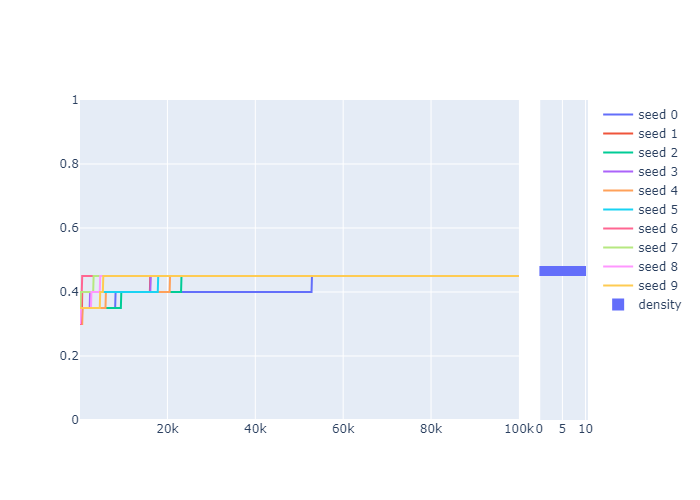 1
0.8
0.6
0.4
0.2
0
20k
40k
60k
80k
100k
0
5
10
seed 0
seed 1
seed 2
seed 3
seed 4
seed 5
seed 6
seed 7
seed 8
seed 9
density